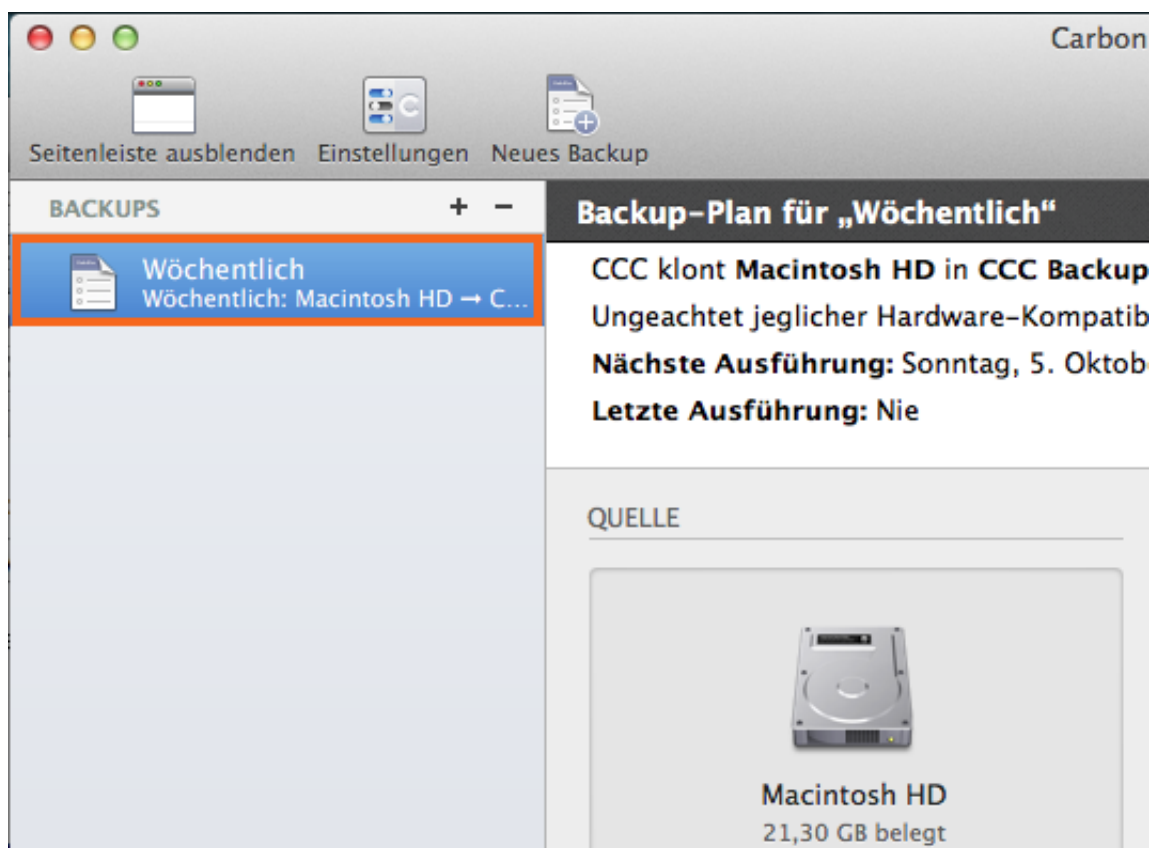 Carbon
Seitenleiste ausblenden Einstellungen Neues Backup
BACKUPS + −
Wöchentlich
Wöchentlich: Macintosh HD → C...
Backup-Plan für „Wöchentlich“
CCC klont Macintosh HD in CCC Backup
Ungeachtet jeglicher Hardware-Kompatib
Nächste Ausführung: Sonntag, 5. Oktob
Letzte Ausführung: Nie
QUELLE
Macintosh HD
21,30 GB belegt